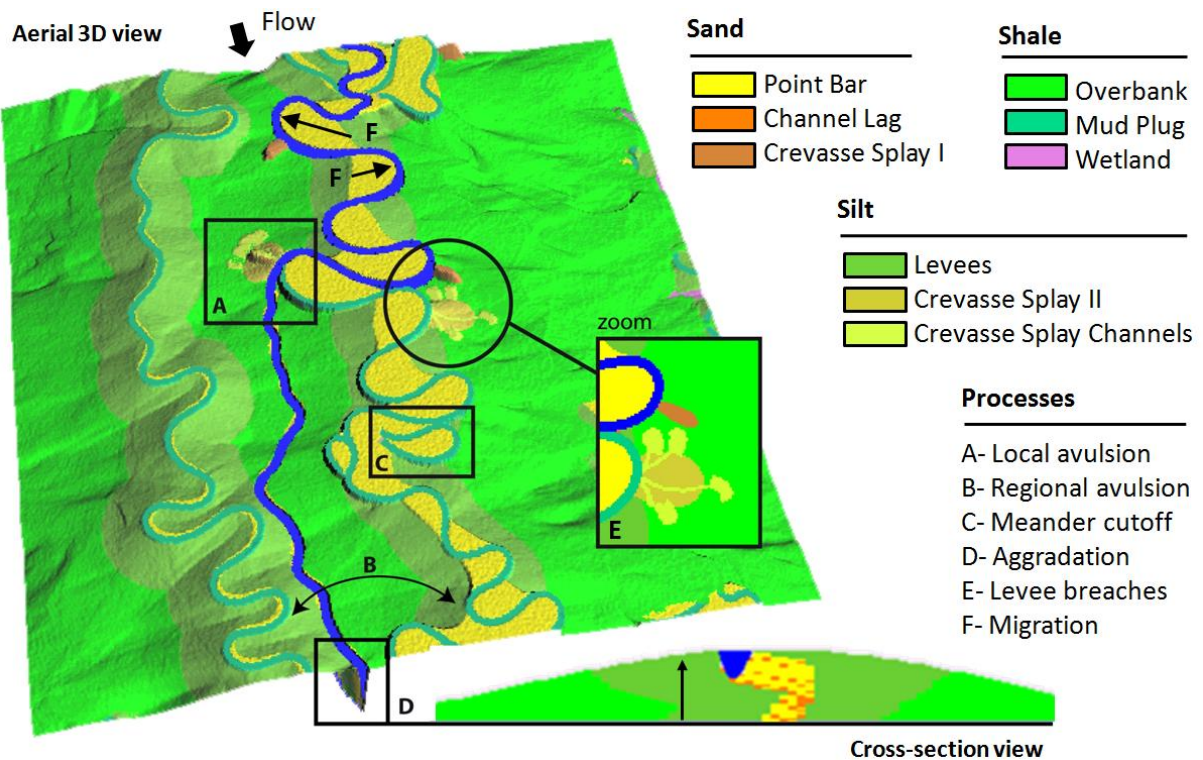 Aerial 3D view
Flow
F
F
A
C
B
D
zoom
E
Sand
Point Bar
Channel Lag
Crevasse Splay I
Shale
Overbank
Mud Plug
Wetland
Silt
Levees
Crevasse Splay II
Crevasse Splay Channels
Processes
A- Local avulsion
B- Regional avulsion
C- Meander cutoff
D- Aggradation
E- Levee breaches
F- Migration
Cross-section view